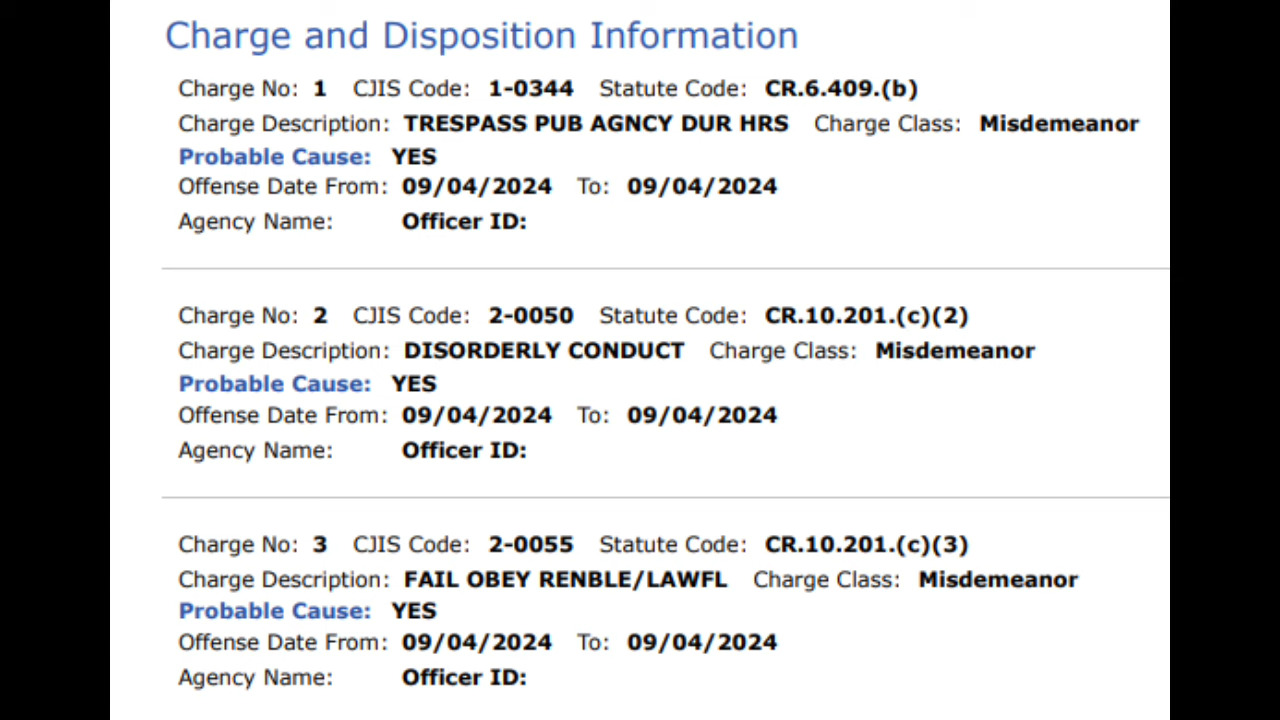 Charge and Disposition Information
Charge No: 1 CJIS Code: 1-0344 Statute Code: CR.6.409.(b)
Charge Description: TRESPASS PUB AGNCY DUR HRS Charge Class: Misdemeanor
Probable Cause: YES
Offense Date From: 09/04/2024 To: 09/04/2024
Agency Name: Officer ID:
Charge No: 2 CJIS Code: 2-0050 Statute Code: CR.10.201.(c)(2)
Charge Description: DISORDERLY CONDUCT Charge Class: Misdemeanor
Probable Cause: YES
Offense Date From: 09/04/2024 To: 09/04/2024
Agency Name: Officer ID:
Charge No: 3 CJIS Code: 2-0055 Statute Code: CR.10.201.(c)(3)
Charge Description: FAIL OBEY RENBLE/LAWFL Charge Class: Misdemeanor
Probable Cause: YES
Offense Date From: 09/04/2024 To: 09/04/2024
Agency Name: Officer ID: